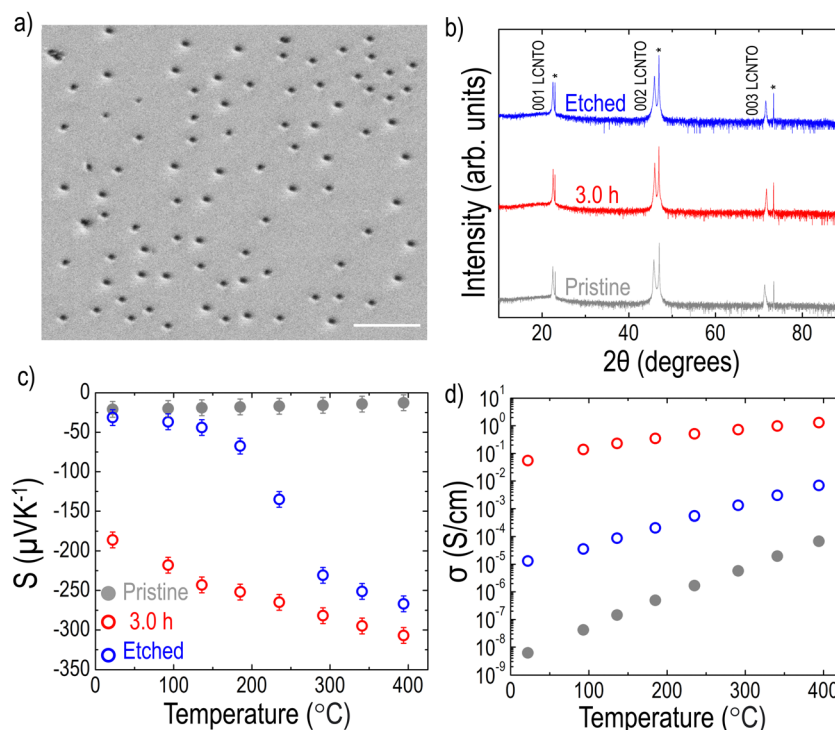 a)
b)
001 LCNTO
*
002 LCNTO
*
003 LCNTO
*
Etched
3.0 h
Pristine
Intensity (arb. units)
20 40 60 80
2θ (degrees)
c)
0
-50
-100
-150
-200
-250
-300
-350
S (μVK⁻¹)
Pristine
3.0 h
Etched
0 100 200 300 400
Temperature (°C)
d)
10¹
10⁰
10⁻¹
10⁻²
10⁻³
10⁻⁴
10⁻⁵
10⁻⁶
10⁻⁷
10⁻⁸
10⁻⁹
σ (S/cm)
0 100 200 300 400
Temperature (°C)